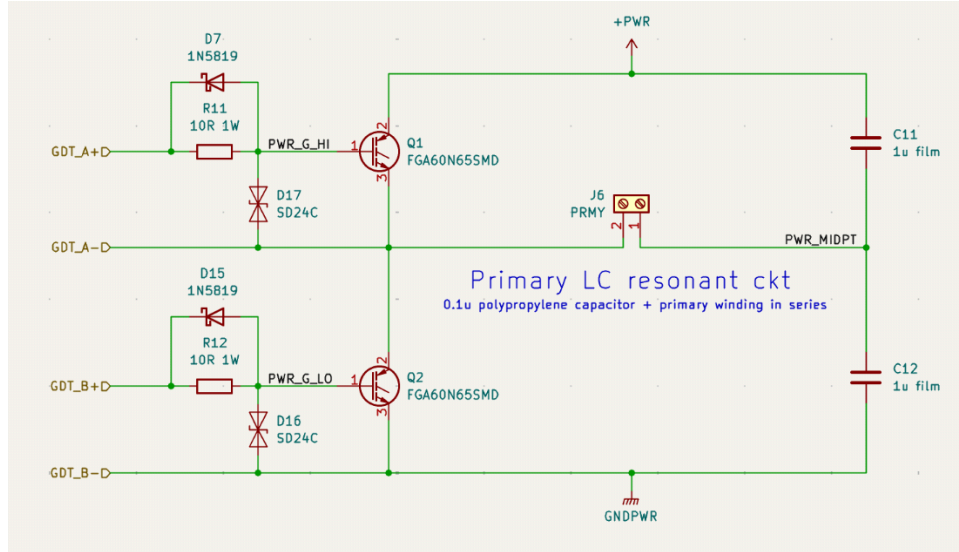 +PWR
D7
1N5819
R11
10R 1W
GDT_A+
PWR_G_HI
1
2
3
Q1
FGA60N65SMD
C11
1u film
D17
SD24C
J6
PRMY
2
1
GDT_A-
PWR_MIDPT
Primary LC resonant ckt
0.1u polypropylene capacitor + primary winding in series
D15
1N5819
R12
10R 1W
GDT_B+
PWR_G_LO
1
2
3
Q2
FGA60N65SMD
C12
1u film
D16
SD24C
GDT_B-
GNDPWR